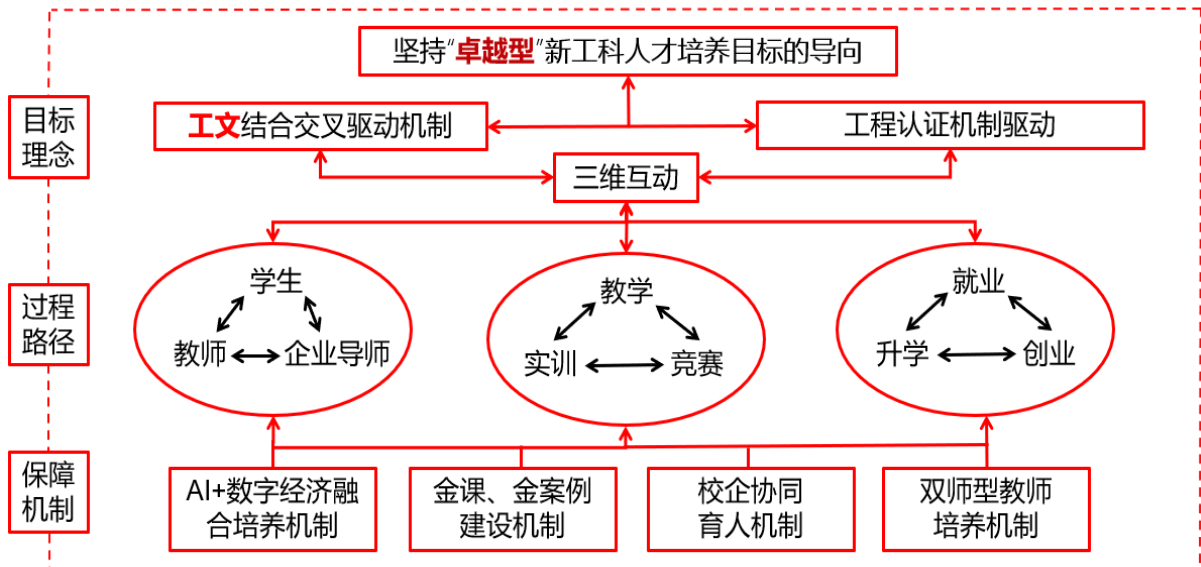 坚持“卓越型”新工科人才培养目标的导向
目标
理念
工文结合交叉驱动机制
工程认证机制驱动
三维互动
过程
路径
学生
教师
企业导师
教学
实训
竞赛
就业
升学
创业
保障
机制
AI+数字经济融
合培养机制
金课、金案例
建设机制
校企协同
育人机制
双师型教师
培养机制